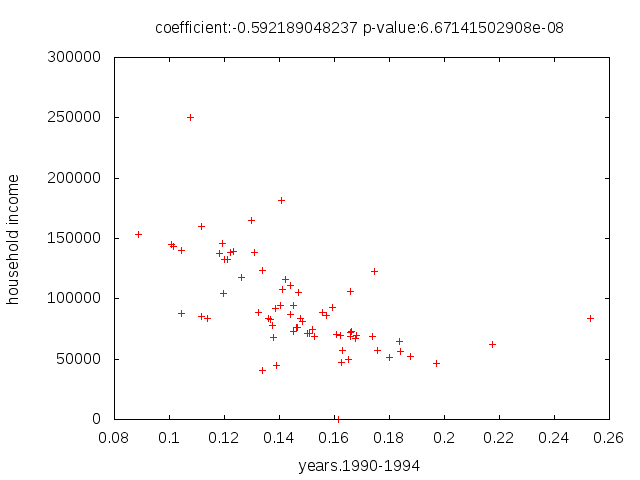 coefficient:-0.592189048237 p-value:6.67141502908e-08
300000
250000
200000
150000
100000
50000
0
household income
0.08 0.1 0.12 0.14 0.16 0.18 0.2 0.22 0.24 0.26
years.1990-1994